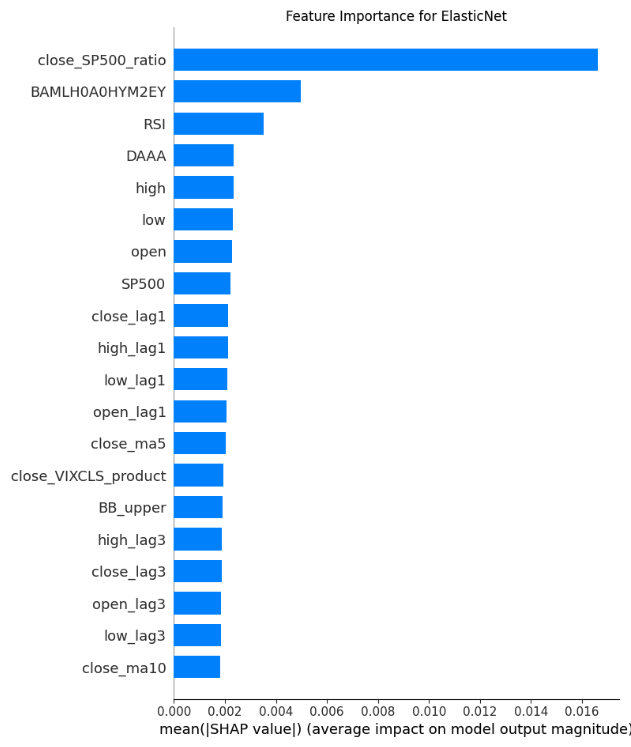 Feature Importance for ElasticNet
close_SP500_ratio
BAMLH0A0HYM2EY
RSI
DAAA
high
low
open
SP500
close_lag1
high_lag1
low_lag1
open_lag1
close_ma5
close_VIXCLS_product
BB_upper
high_lag3
close_lag3
open_lag3
low_lag3
close_ma10
0.000 0.002 0.004 0.006 0.008 0.010 0.012 0.014 0.016
mean(|SHAP value|) (average impact on model output magnitude)